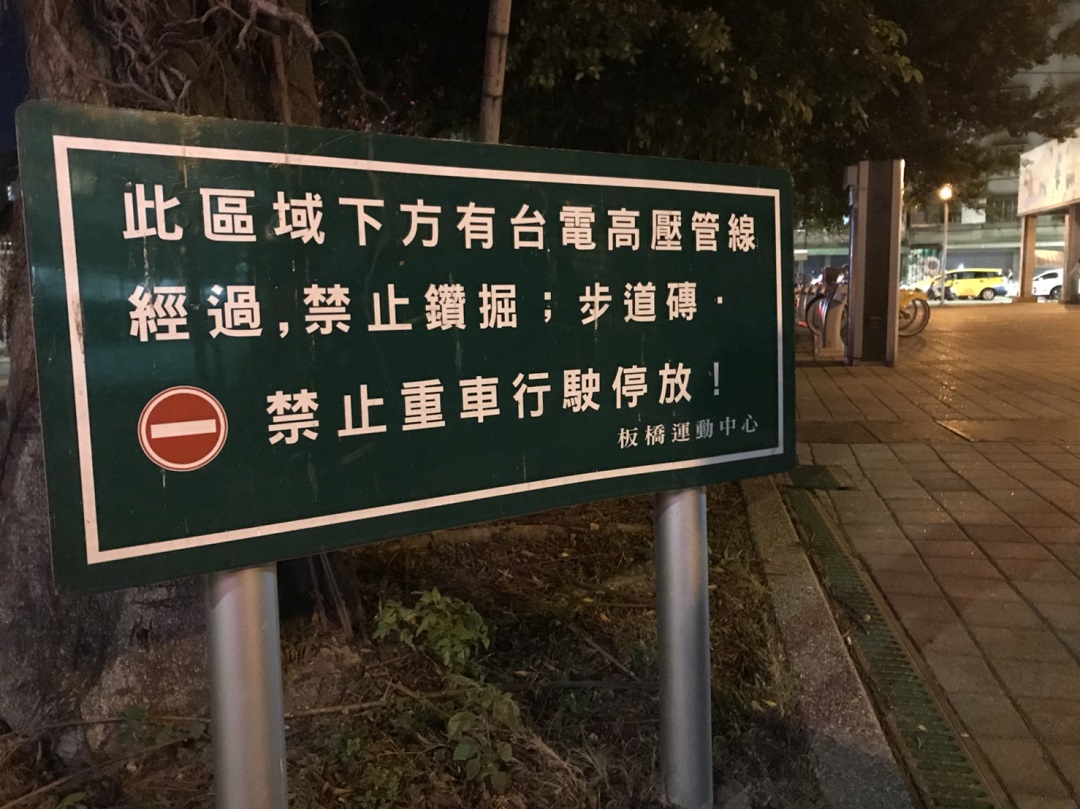 此區域下方有台電高壓管線
經過,禁止鑽掘;步道磚·
禁止重車行駛停放!
板橋運動中心